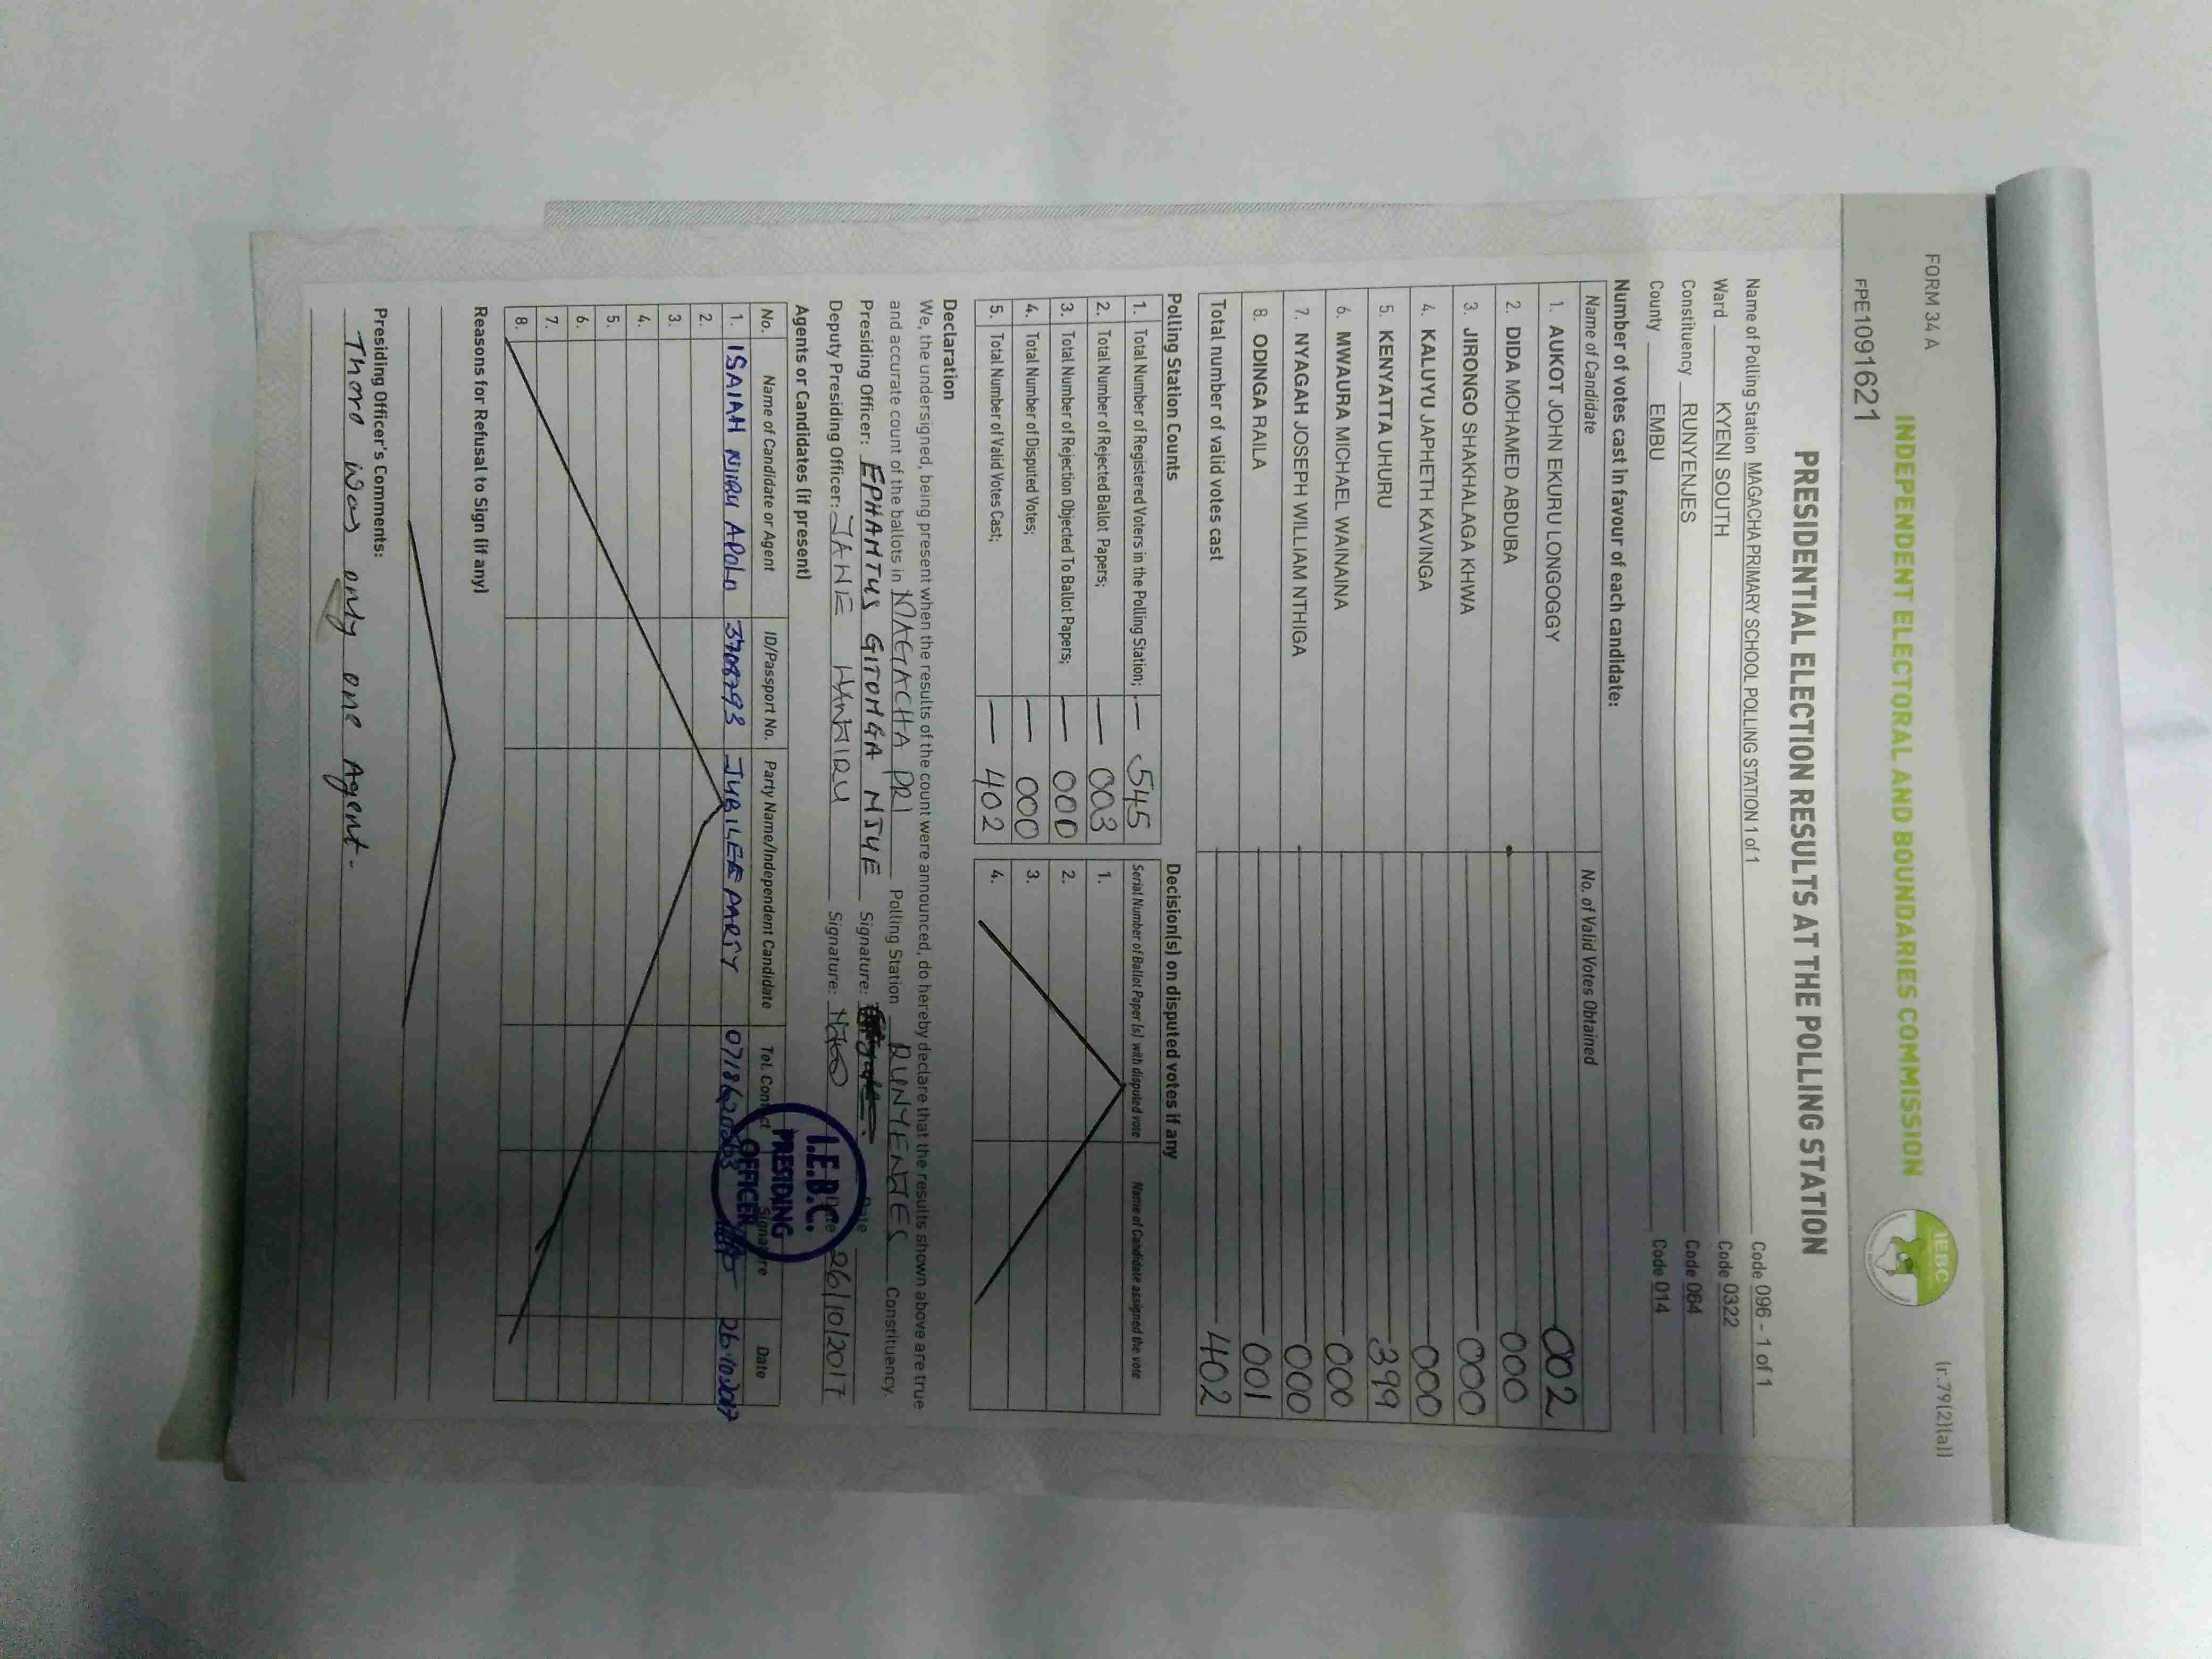 FORM 34 A
(r.79(2)(a))
INDEPENDENT ELECTORAL AND BOUNDARIES COMMISSION
IEBC
FPE1091621
PRESIDENTIAL ELECTION RESULTS AT THE POLLING STATION
Name of Polling Station MAGACHA PRIMARY SCHOOL POLLING STATION 1 of 1 Code 096 - 1 of 1
Ward KYENI SOUTH Code 0322
Constituency RUNYENJES Code 064
County EMBU Code 014
Number of votes cast in favour of each candidate:
Name of Candidate No. of Valid Votes Obtained
1. AUKOT JOHN EKURU LONGOGGY 002
2. DIDA MOHAMED ABDUBA 000
3. JIRONGO SHAKHALAGA KHWA 000
4. KALUYU JAPHETH KAVINGA 000
5. KENYATTA UHURU 399
6. MWAURA MICHAEL WAINAINA 000
7. NYAGAH JOSEPH WILLIAM NTHIGA 000
8. ODINGA RAILA 001
Total number of valid votes cast 402
Polling Station Counts
1. Total Number of Registered Voters in the Polling Station; 545
2. Total Number of Rejected Ballot Papers; 003
3. Total Number of Rejection Objected To Ballot Papers; 000
4. Total Number of Disputed Votes; 000
5. Total Number of Valid Votes Cast; 402
Decision(s) on disputed votes if any
Serial Number of Ballot Paper (s) with disputed vote Name of Candidate assigned the vote
1.
2.
3.
4.
Declaration
We, the undersigned, being present when the results of the count were announced, do hereby declare that the results shown above are true
and accurate count of the ballots in MAGACHA PRI Polling Station RUNYENJES Constituency.
Presiding Officer: EPHANTUS GITONGA NJUE Signature: Date
Deputy Presiding Officer: JANE WANJIRU Signature: Date 26/10/2017
I.E.B.C.
PRESIDING
OFFICER
Agents or Candidates (if present)
No. Name of Candidate or Agent ID/Passport No. Party Name/Independent Candidate Tel. Contact Signature Date
1. ISAIAH NJIRU APOLO 3708793 JUBILEE PARTY 26.10.2017
2.
3.
4.
5.
6.
7.
8.
Reasons for Refusal to Sign (if any)
Presiding Officer's Comments:
There was only one Agent.